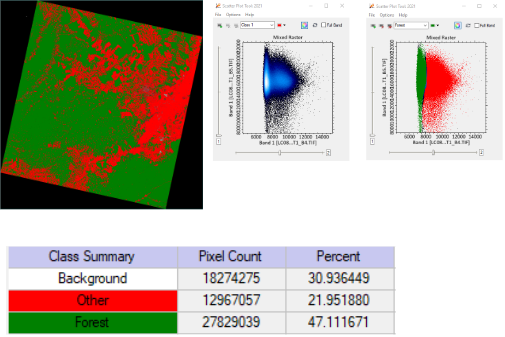 Scatter Plot Tool 2021
File Options Help
Class 1
Full Band
Mixed Raster
Band 1 [LC08...T1_B5.TIF]
6000 8000 10000 12000 14000
Band 1 [LC08...T1_B4.TIF]
Scatter Plot Tool 2021
File Options Help
Forest
Full Band
Mixed Raster
Band 1 [LC08...T1_B5.TIF]
6000 8000 10000 12000 14000
Band 1 [LC08...T1_B4.TIF]
Class Summary Pixel Count Percent
Background 18274275 30.936449
Other 12967057 21.951880
Forest 27829039 47.111671